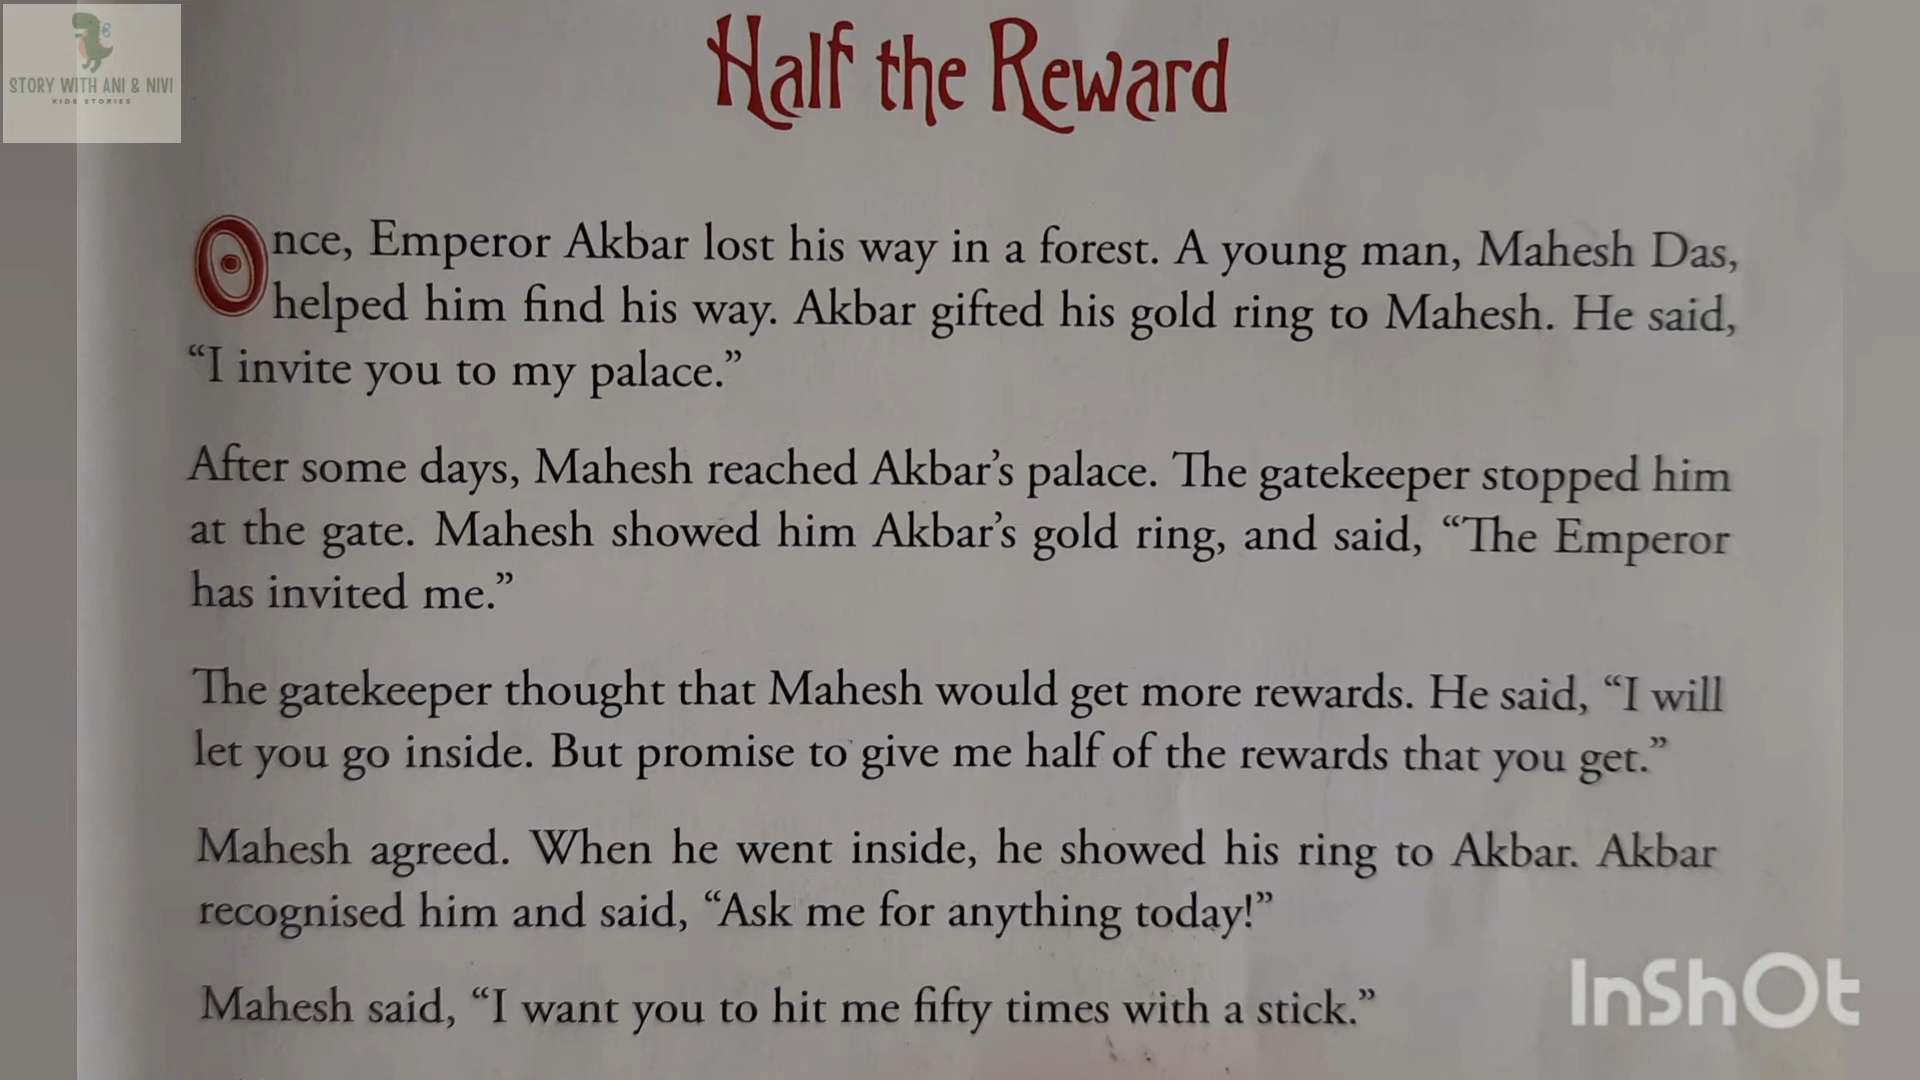 STORY WITH ANI & NIVI
KIDS STORIES
Half the Reward
Once, Emperor Akbar lost his way in a forest. A young man, Mahesh Das,
helped him find his way. Akbar gifted his gold ring to Mahesh. He said,
“I invite you to my palace.”
After some days, Mahesh reached Akbar’s palace. The gatekeeper stopped him
at the gate. Mahesh showed him Akbar’s gold ring, and said, “The Emperor
has invited me.”
The gatekeeper thought that Mahesh would get more rewards. He said, “I will
let you go inside. But promise to give me half of the rewards that you get.”
Mahesh agreed. When he went inside, he showed his ring to Akbar. Akbar
recognised him and said, “Ask me for anything today!”
Mahesh said, “I want you to hit me fifty times with a stick.”
InShOt